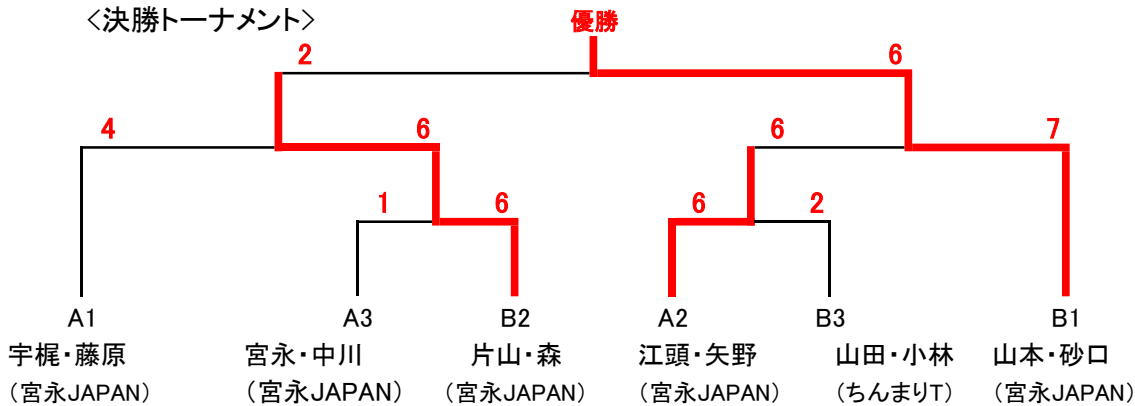 <決勝トーナメント>
優勝
2 6
4 6 6 7
1 6 6 2
A1 A3 B2 A2 B3 B1
宇梶・藤原 宮永・中川 片山・森 江頭・矢野 山田・小林 山本・砂口
(宮永JAPAN) (宮永JAPAN) (宮永JAPAN) (宮永JAPAN) (ちんまりT) (宮永JAPAN)